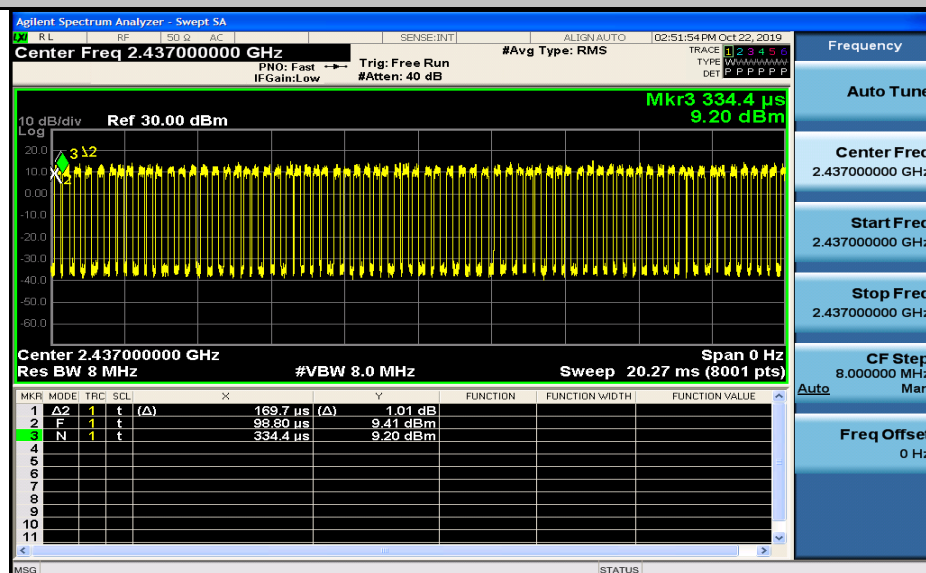 Agilent Spectrum Analyzer - Swept SA
LXI RL RF 50 Ω AC SENSE:INT ALIGN AUTO 02:51:54 PM Oct 22, 2019
Center Freq 2.437000000 GHz
#Avg Type: RMS
TRACE 1 2 3 4 5 6
PNO: Fast
Trig: Free Run
TYPE WWWWWW
IFGain:Low
#Atten: 40 dB
DET P P P P P P
Mkr3 334.4 µs
9.20 dBm
10 dB/div Ref 30.00 dBm
Log
20.0
3 1Δ2
10.0
2
0.00
-10.0
-20.0
-30.0
-40.0
-50.0
-60.0
Center 2.437000000 GHz Span 0 Hz
Res BW 8 MHz #VBW 8.0 MHz Sweep 20.27 ms (8001 pts)
MKR MODE TRC SCL X Y FUNCTION FUNCTION WIDTH FUNCTION VALUE
1 Δ2 1 t (Δ) 169.7 µs (Δ) 1.01 dB
2 F 1 t 98.80 µs 9.41 dBm
3 N 1 t 334.4 µs 9.20 dBm
4
5
6
7
8
9
10
11
MSG STATUS
Frequency
Auto Tune
Center Freq
2.437000000 GHz
Start Freq
2.437000000 GHz
Stop Freq
2.437000000 GHz
CF Step
8.000000 MHz
Auto Man
Freq Offset
0 Hz